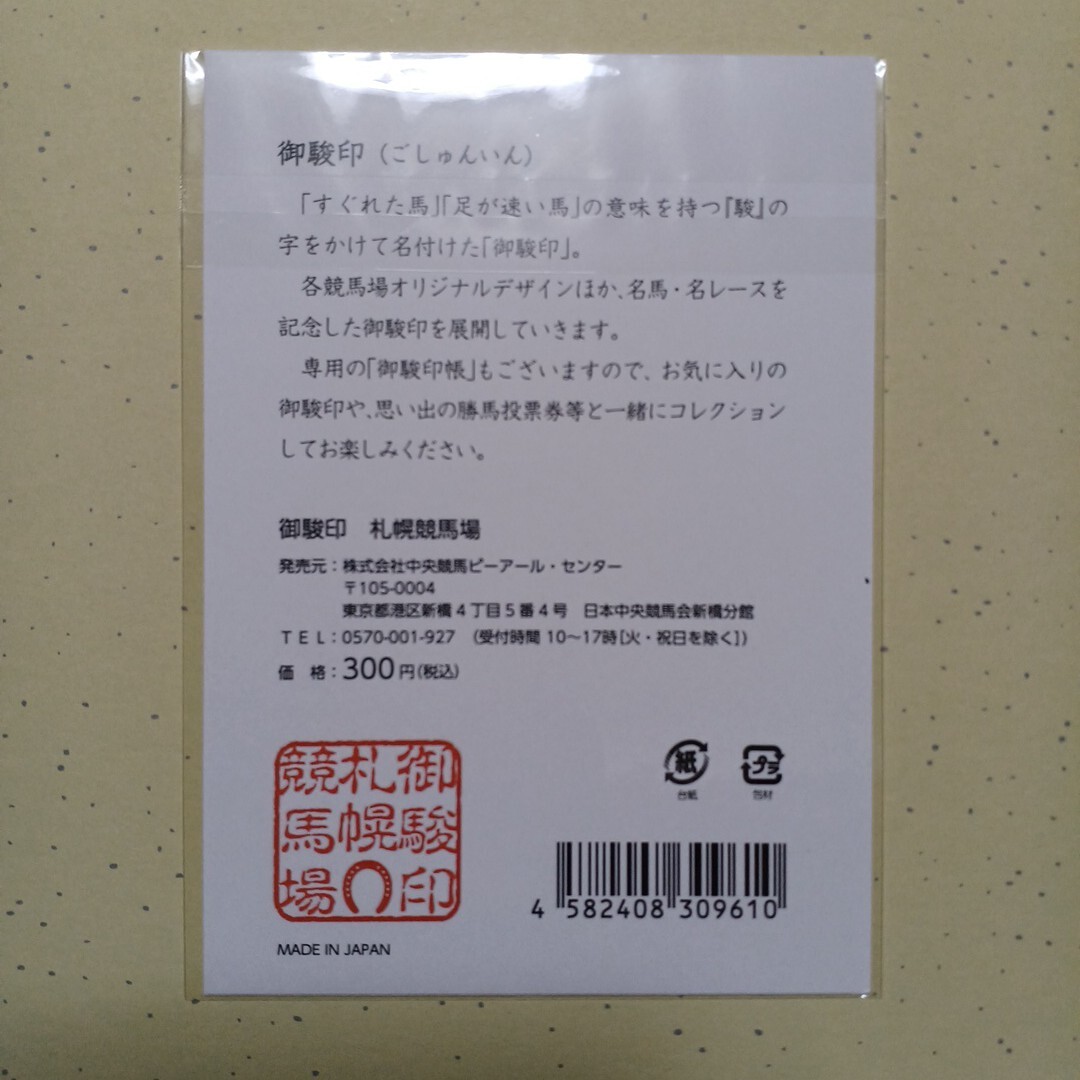 御駿印（ごしゅんいん）
「すぐれた馬」「足が速い馬」の意味を持つ『駿』の
字をかけて名付けた「御駿印」。
各競馬場オリジナルデザインほか、名馬・名レースを
記念した御駿印を展開していきます。
専用の「御駿印帳」もございますので、お気に入りの
御駿印や、思い出の勝馬投票券等と一緒にコレクション
してお楽しみください。
御駿印　札幌競馬場
発売元：株式会社中央競馬ピーアール・センター
〒105-0004
東京都港区新橋4丁目5番4号　日本中央競馬会新橋分館
TEL：0570-001-927　（受付時間 10～17時[火・祝日を除く]）
価　格：300円（税込）
御駿印
札幌
競馬場
紙
台紙
プラ
包材
4 582408 309610
MADE IN JAPAN